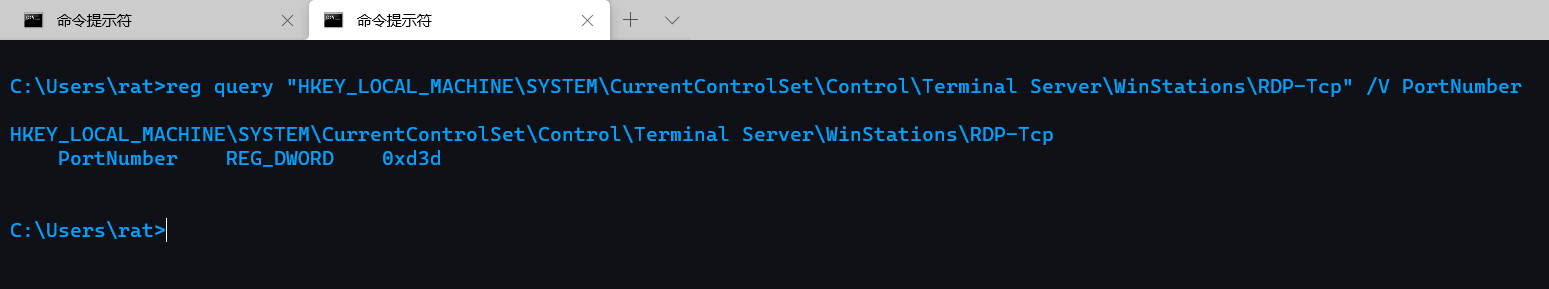 命令提示符
命令提示符
C:\Users\rat>reg query "HKEY_LOCAL_MACHINE\SYSTEM\CurrentControlSet\Control\Terminal Server\WinStations\RDP-Tcp" /V PortNumber
HKEY_LOCAL_MACHINE\SYSTEM\CurrentControlSet\Control\Terminal Server\WinStations\RDP-Tcp
    PortNumber    REG_DWORD    0xd3d
C:\Users\rat>